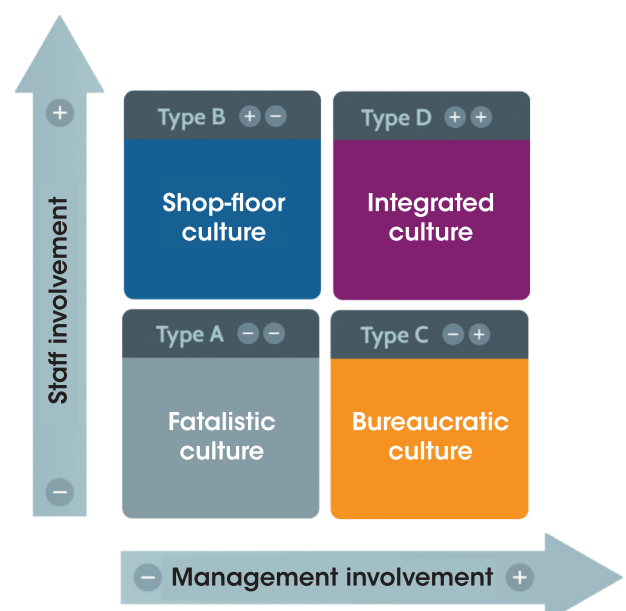 +
Staff involvement
−
Type B + −
Shop-floor
culture
Type D + +
Integrated
culture
Type A − −
Fatalistic
culture
Type C − +
Bureaucratic
culture
− Management involvement +